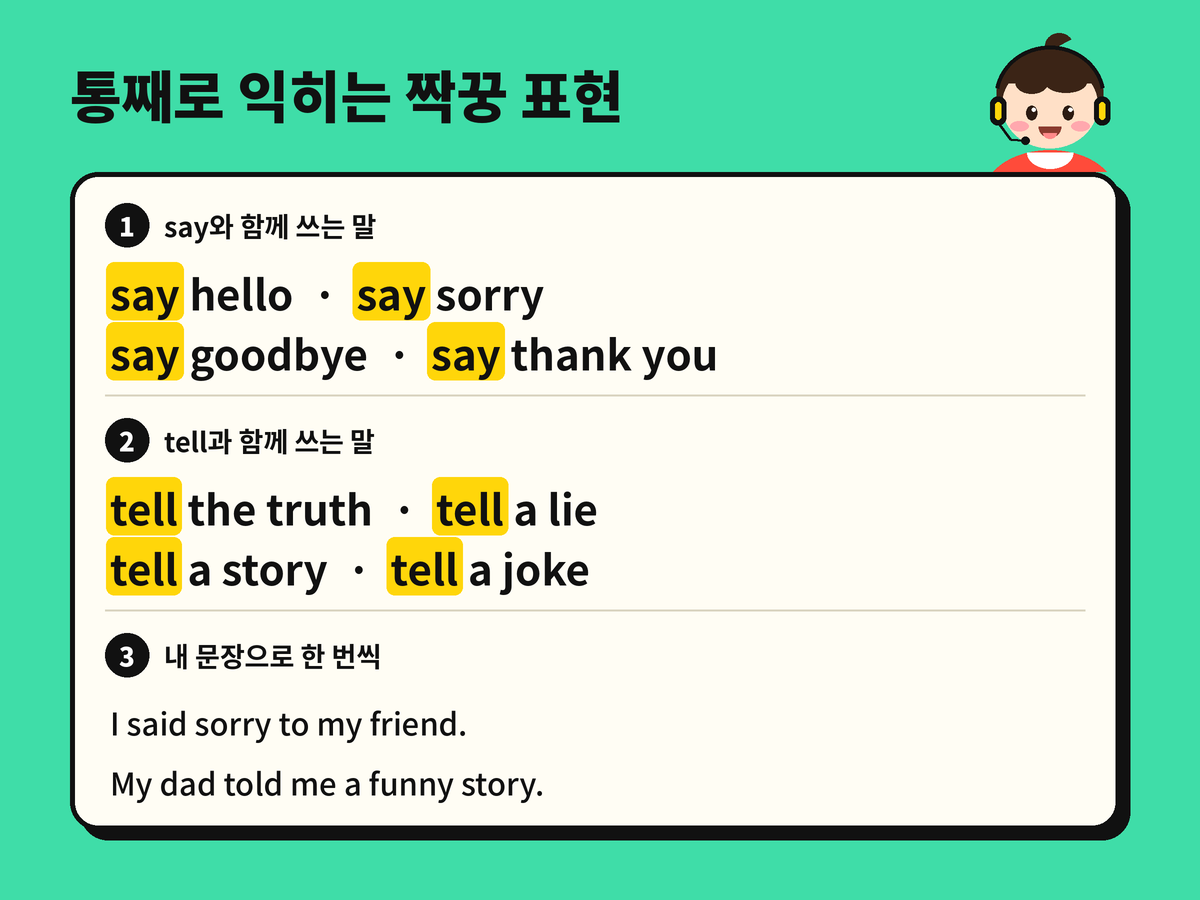 통째로 익히는 짝꿍 표현
1 say와 함께 쓰는 말
say hello · say sorry
say goodbye · say thank you
2 tell과 함께 쓰는 말
tell the truth · tell a lie
tell a story · tell a joke
3 내 문장으로 한 번씩
I said sorry to my friend.
My dad told me a funny story.